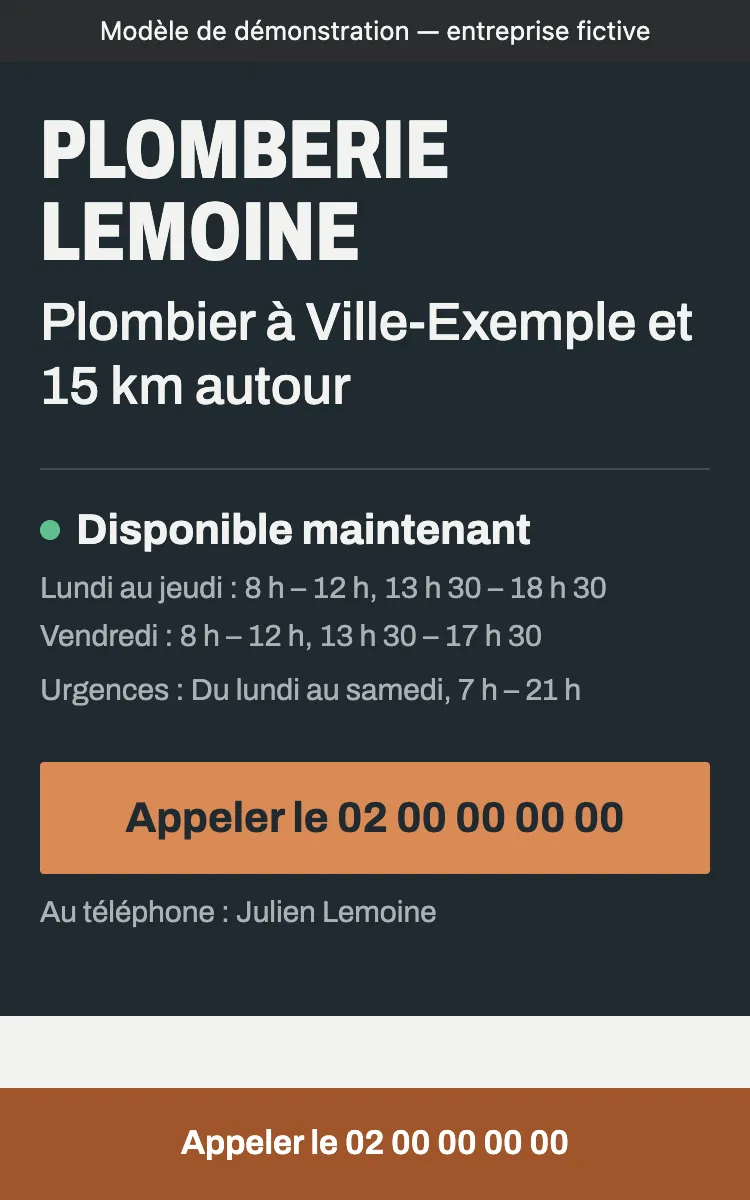 Modèle de démonstration — entreprise fictive
PLOMBERIE
LEMOINE
Plombier à Ville-Exemple et
15 km autour
Disponible maintenant
Lundi au jeudi : 8 h – 12 h, 13 h 30 – 18 h 30
Vendredi : 8 h – 12 h, 13 h 30 – 17 h 30
Urgences : Du lundi au samedi, 7 h – 21 h
Appeler le 02 00 00 00 00
Au téléphone : Julien Lemoine
Appeler le 02 00 00 00 00